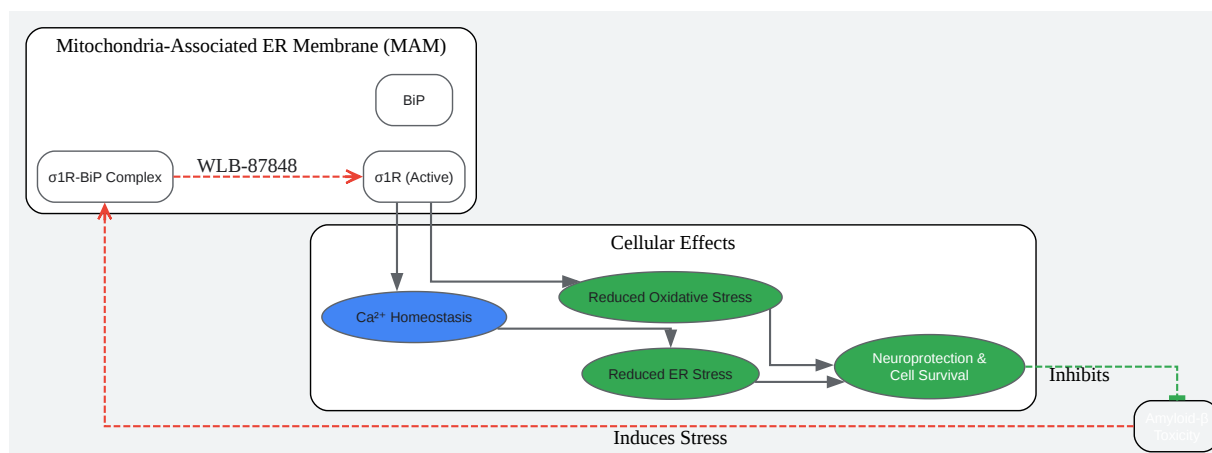 Mitochondria-Associated ER Membrane (MAM)
BiP
σ1R-BiP Complex
WLB-87848
σ1R (Active)
Cellular Effects
Reduced Oxidative Stress
Ca²⁺ Homeostasis
Reduced ER Stress
Neuroprotection &
Cell Survival
Inhibits
Amyloid-β
Toxicity
Induces Stress